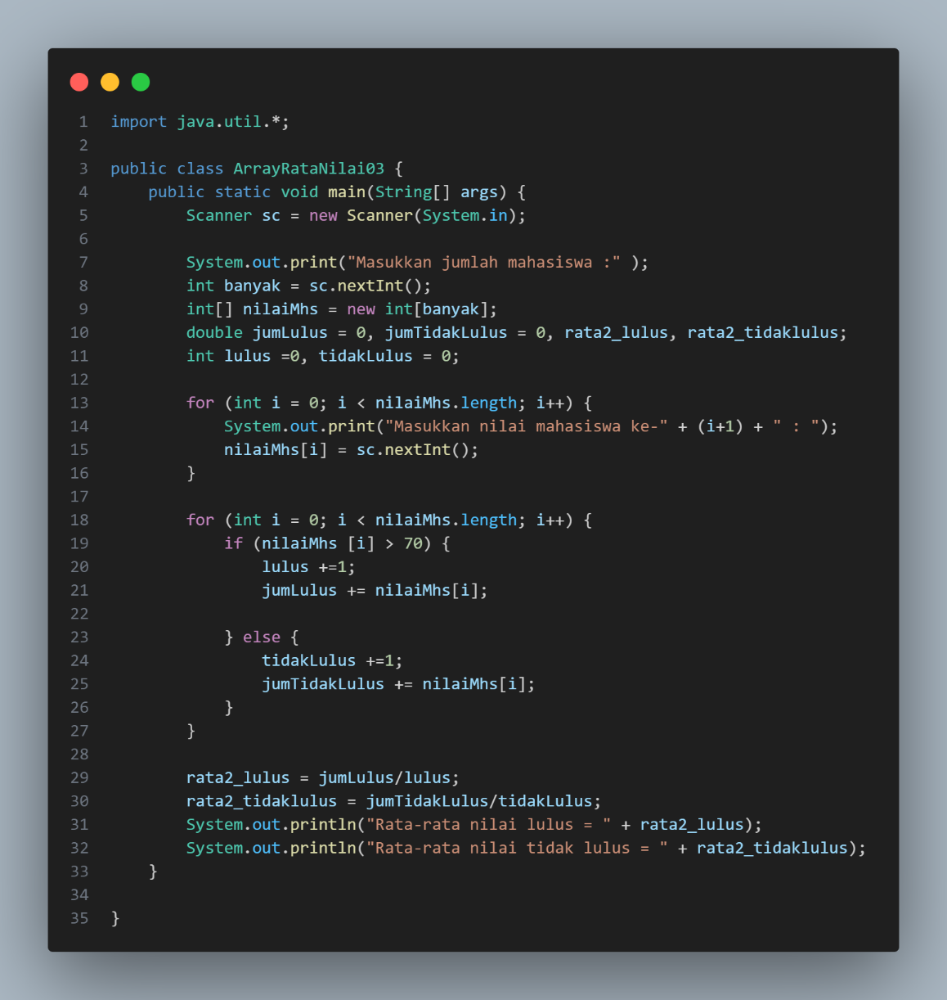 1 import java.util.*;
2
3 public class ArrayRataNilai03 {
4     public static void main(String[] args) {
5         Scanner sc = new Scanner(System.in);
6
7         System.out.print("Masukkan jumlah mahasiswa :" );
8         int banyak = sc.nextInt();
9         int[] nilaiMhs = new int[banyak];
10         double jumLulus = 0, jumTidakLulus = 0, rata2_lulus, rata2_tidaklulus;
11         int lulus =0, tidakLulus = 0;
12
13         for (int i = 0; i < nilaiMhs.length; i++) {
14             System.out.print("Masukkan nilai mahasiswa ke-" + (i+1) + " : ");
15             nilaiMhs[i] = sc.nextInt();
16         }
17
18         for (int i = 0; i < nilaiMhs.length; i++) {
19             if (nilaiMhs [i] > 70) {
20                 lulus +=1;
21                 jumLulus += nilaiMhs[i];
22
23             } else {
24                 tidakLulus +=1;
25                 jumTidakLulus += nilaiMhs[i];
26             }
27         }
28
29         rata2_lulus = jumLulus/lulus;
30         rata2_tidaklulus = jumTidakLulus/tidakLulus;
31         System.out.println("Rata-rata nilai lulus = " + rata2_lulus);
32         System.out.println("Rata-rata nilai tidak lulus = " + rata2_tidaklulus);
33     }
34
35 }